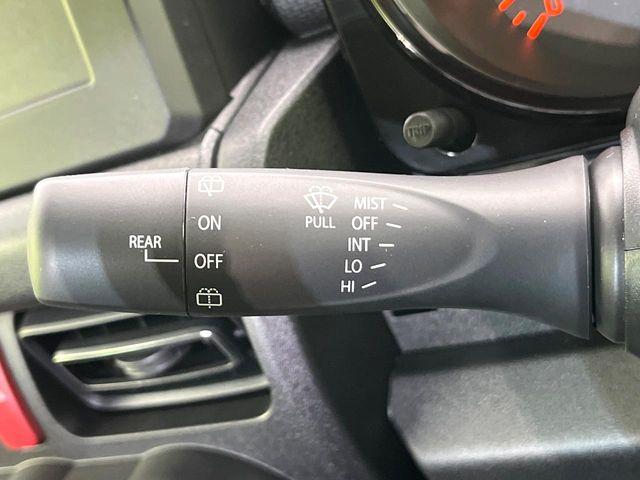 TRIP
ON
REAR
OFF
PULL
MIST
OFF
INT
LO
HI